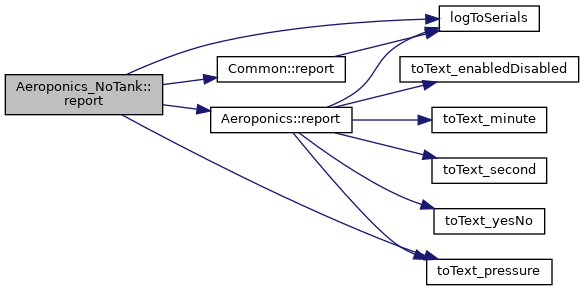 Aeroponics_NoTank::
report
logToSerials
Common::report
toText_enabledDisabled
Aeroponics::report
toText_minute
toText_second
toText_yesNo
toText_pressure